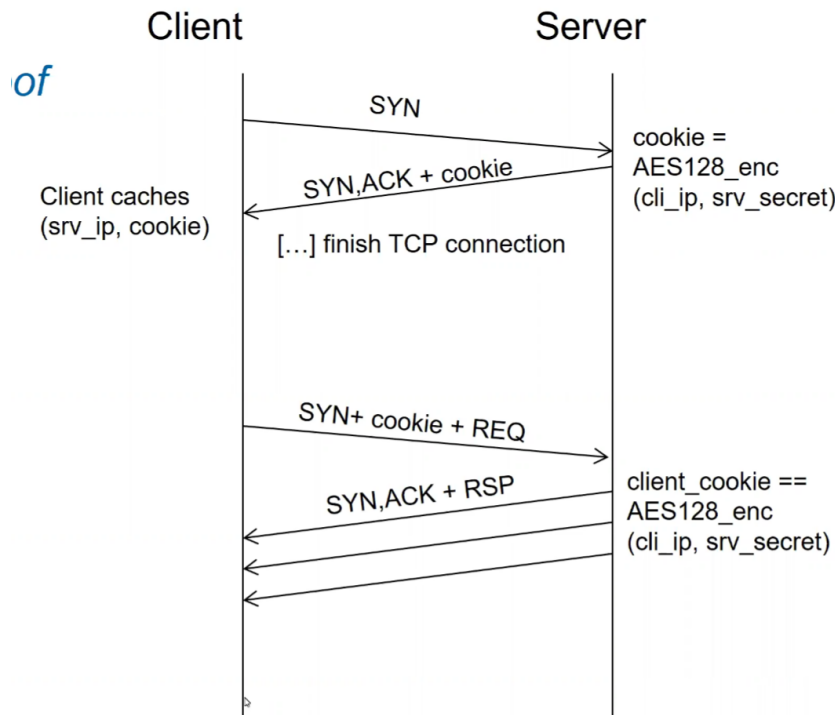 Client
Server
of
SYN
cookie =
AES128_enc
(cli_ip, srv_secret)
SYN,ACK + cookie
Client caches
(srv_ip, cookie)
[...] finish TCP connection
SYN+ cookie + REQ
SYN,ACK + RSP
client_cookie ==
AES128_enc
(cli_ip, srv_secret)